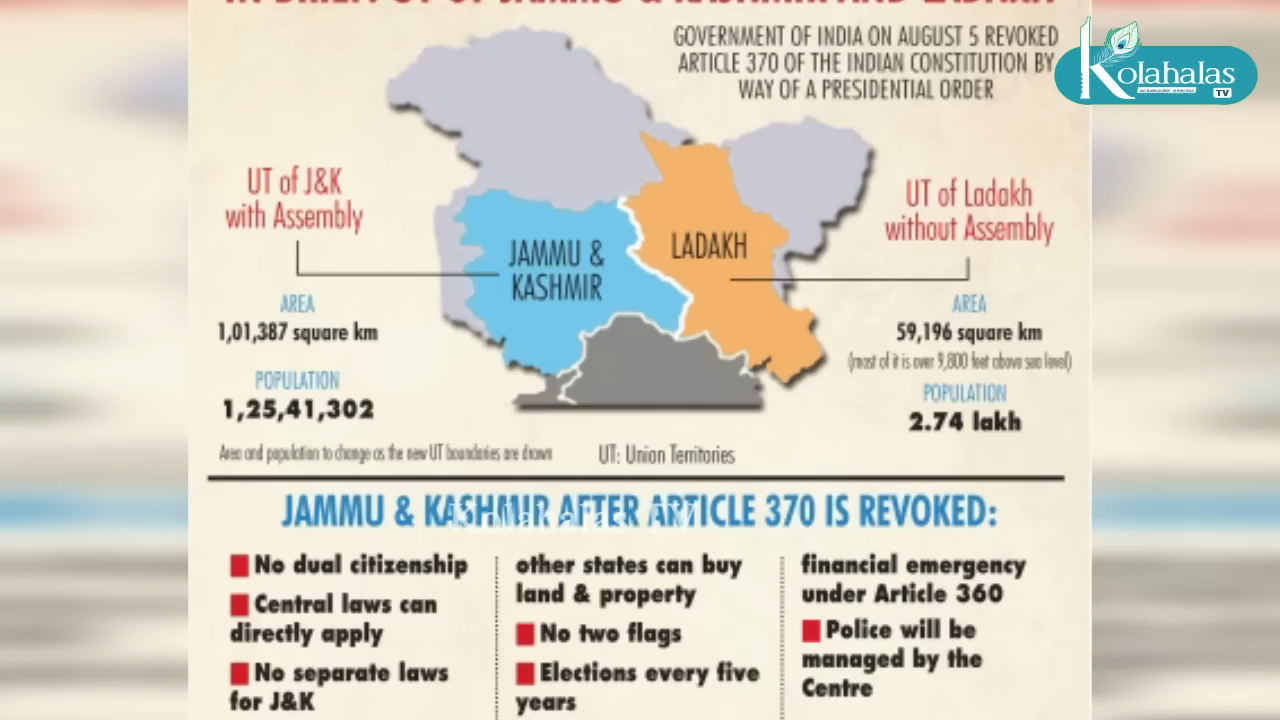 GOVERNMENT OF INDIA ON AUGUST 5 REVOKED
ARTICLE 370 OF THE INDIAN CONSTITUTION BY
WAY OF A PRESIDENTIAL ORDER
Kolahalas
TV
UT of J&K
with Assembly
UT of Ladakh
without Assembly
JAMMU &
KASHMIR
LADAKH
AREA
1,01,387 square km
POPULATION
1,25,41,302
AREA
59,196 square km
(most of it is over 9,800 feet above sea level)
POPULATION
2.74 lakh
Area and population to change as the new UT boundaries are drawn
UT: Union Territories
JAMMU & KASHMIR AFTER ARTICLE 370 IS REVOKED:
Kolahalas TV
No dual citizenship
Central laws can
directly apply
No separate laws
for J&K
other states can buy
land & property
No two flags
Elections every five
years
financial emergency
under Article 360
Police will be
managed by the
Centre